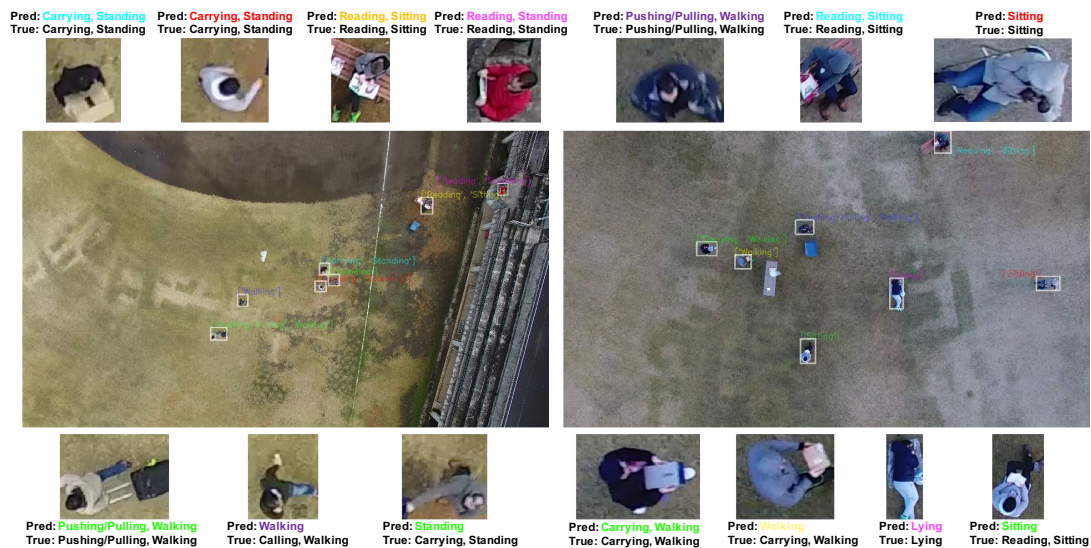 Pred: Carrying, Standing
True: Carrying, Standing
Pred: Carrying, Standing
True: Carrying, Standing
Pred: Reading, Sitting
True: Reading, Sitting
Pred: Reading, Standing
True: Reading, Standing
Pred: Pushing/Pulling, Walking
True: Pushing/Pulling, Walking
Pred: Reading, Sitting
True: Reading, Sitting
Pred: Sitting
True: Sitting
['Walking']
['Walking']
Pred: Pushing/Pulling, Walking
True: Pushing/Pulling, Walking
Pred: Walking
True: Calling, Walking
Pred: Standing
True: Carrying, Standing
Pred: Carrying, Walking
True: Carrying, Walking
Pred: Walking
True: Carrying, Walking
Pred: Lying
True: Lying
Pred: Sitting
True: Reading, Sitting